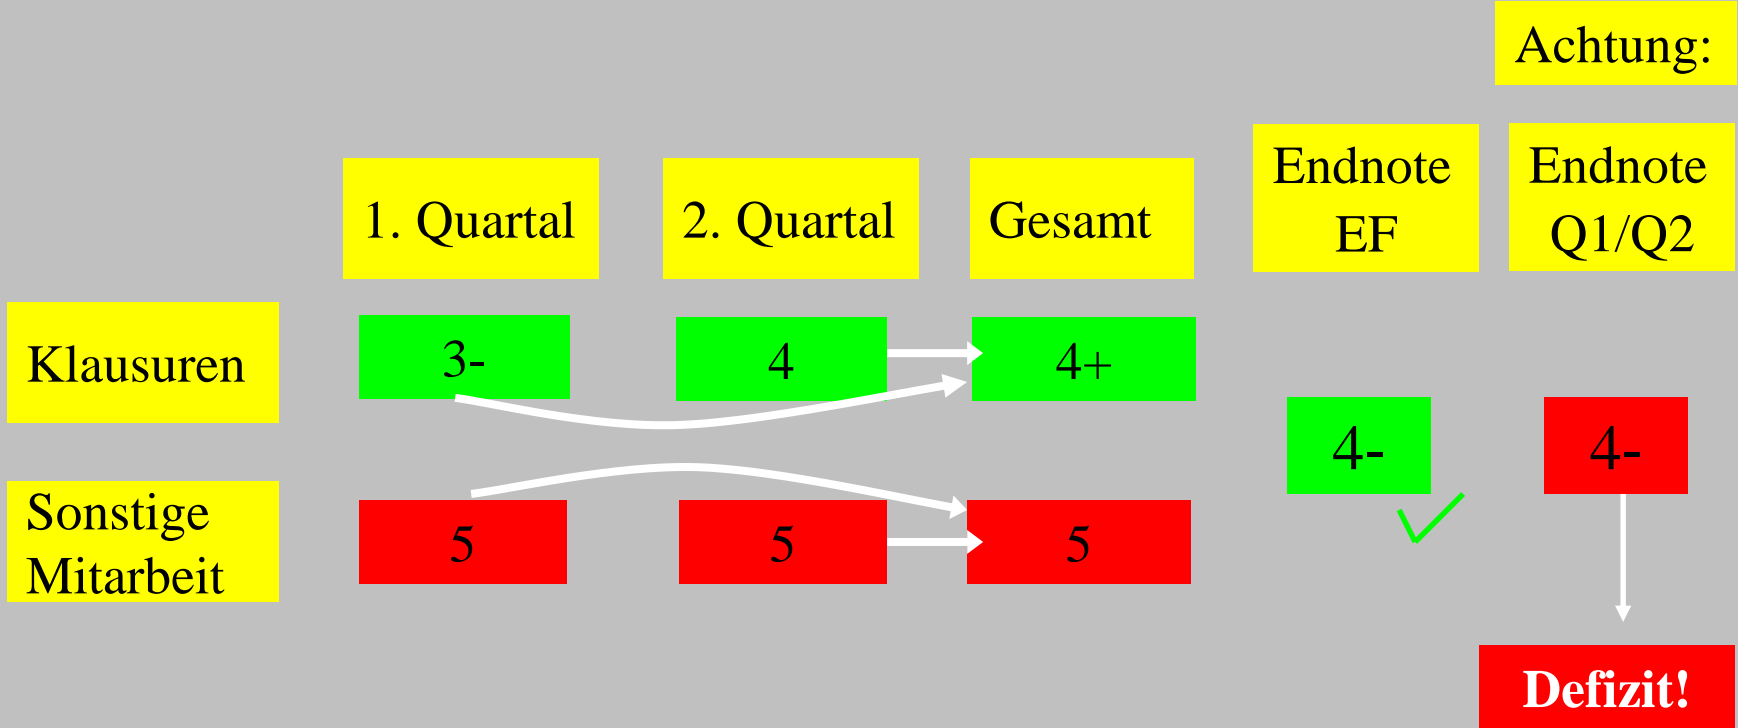 Achtung:
1. Quartal
2. Quartal
Gesamt
Endnote
EF
Endnote
Q1/Q2
Klausuren
3-
4
4+
4-
4-
Sonstige
Mitarbeit
5
5
5
Defizit!